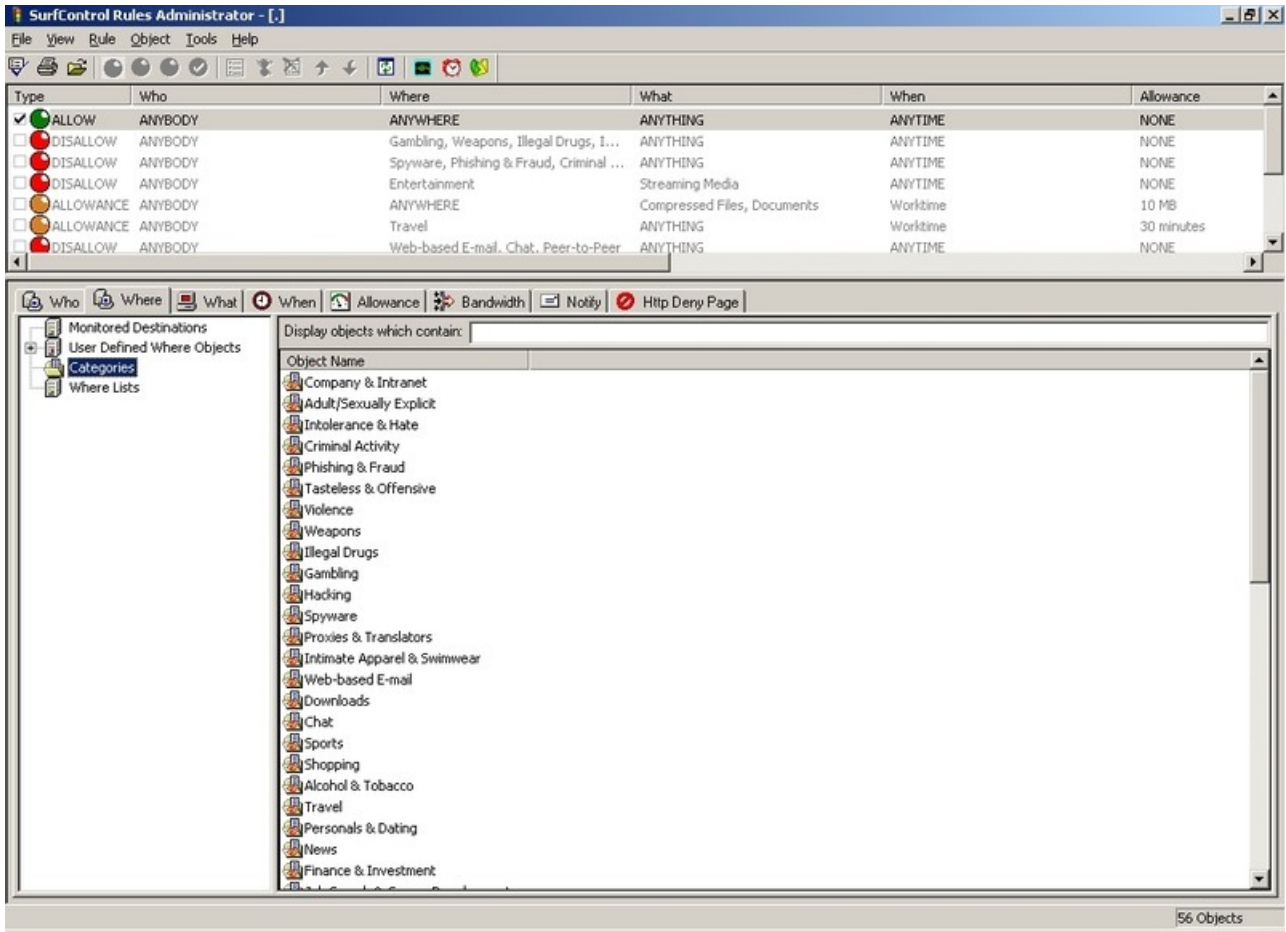 SurfControl Rules Administrator - [.]
File View Rule Object Tools Help
Type Who Where What When Allowance
ALLOW ANYBODY ANYWHERE ANYTHING ANYTIME NONE
DISALLOW ANYBODY Gambling, Weapons, Illegal Drugs, I... ANYTHING ANYTIME NONE
DISALLOW ANYBODY Spyware, Phishing & Fraud, Criminal ... ANYTHING ANYTIME NONE
DISALLOW ANYBODY Entertainment Streaming Media ANYTIME NONE
ALLOWANCE ANYBODY ANYWHERE Compressed Files, Documents Worktime 10 MB
ALLOWANCE ANYBODY Travel ANYTHING Worktime 30 minutes
DISALLOW ANYBODY Web-based E-mail, Chat, Peer-to-Peer ANYTHING ANYTIME NONE
Who Where What When Allowance Bandwidth Notify Http Deny Page
Monitored Destinations
User Defined Where Objects
Categories
Where Lists
Display objects which contain:
Object Name
Company & Intranet
Adult/Sexually Explicit
Intolerance & Hate
Criminal Activity
Phishing & Fraud
Tasteless & Offensive
Violence
Weapons
Illegal Drugs
Gambling
Hacking
Spyware
Proxies & Translators
Intimate Apparel & Swimwear
Web-based E-mail
Downloads
Chat
Sports
Shopping
Alcohol & Tobacco
Travel
Personals & Dating
News
Finance & Investment
56 Objects